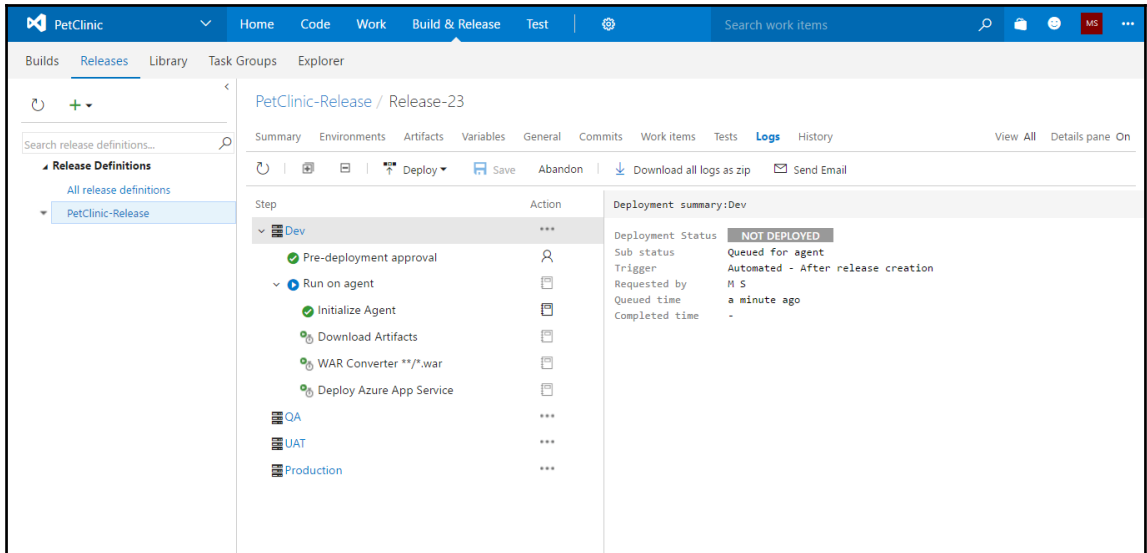 PetClinic Home Code Work Build & Release Test Search work items MS
Builds Releases Library Task Groups Explorer
PetClinic-Release / Release-23
Search release definitions...
Summary Environments Artifacts Variables General Commits Work items Tests Logs History View All Details pane On
Release Definitions
Deploy Save Abandon Download all logs as zip Send Email
All release definitions
PetClinic-Release
Step Action Deployment summary:Dev
Dev
Deployment Status NOT DEPLOYED
Pre-deployment approval
Sub status Queued for agent
Trigger Automated - After release creation
Run on agent
Requested by M S
Queued time a minute ago
Initialize Agent
Completed time -
Download Artifacts
WAR Converter **/*.war
Deploy Azure App Service
QA
UAT
Production